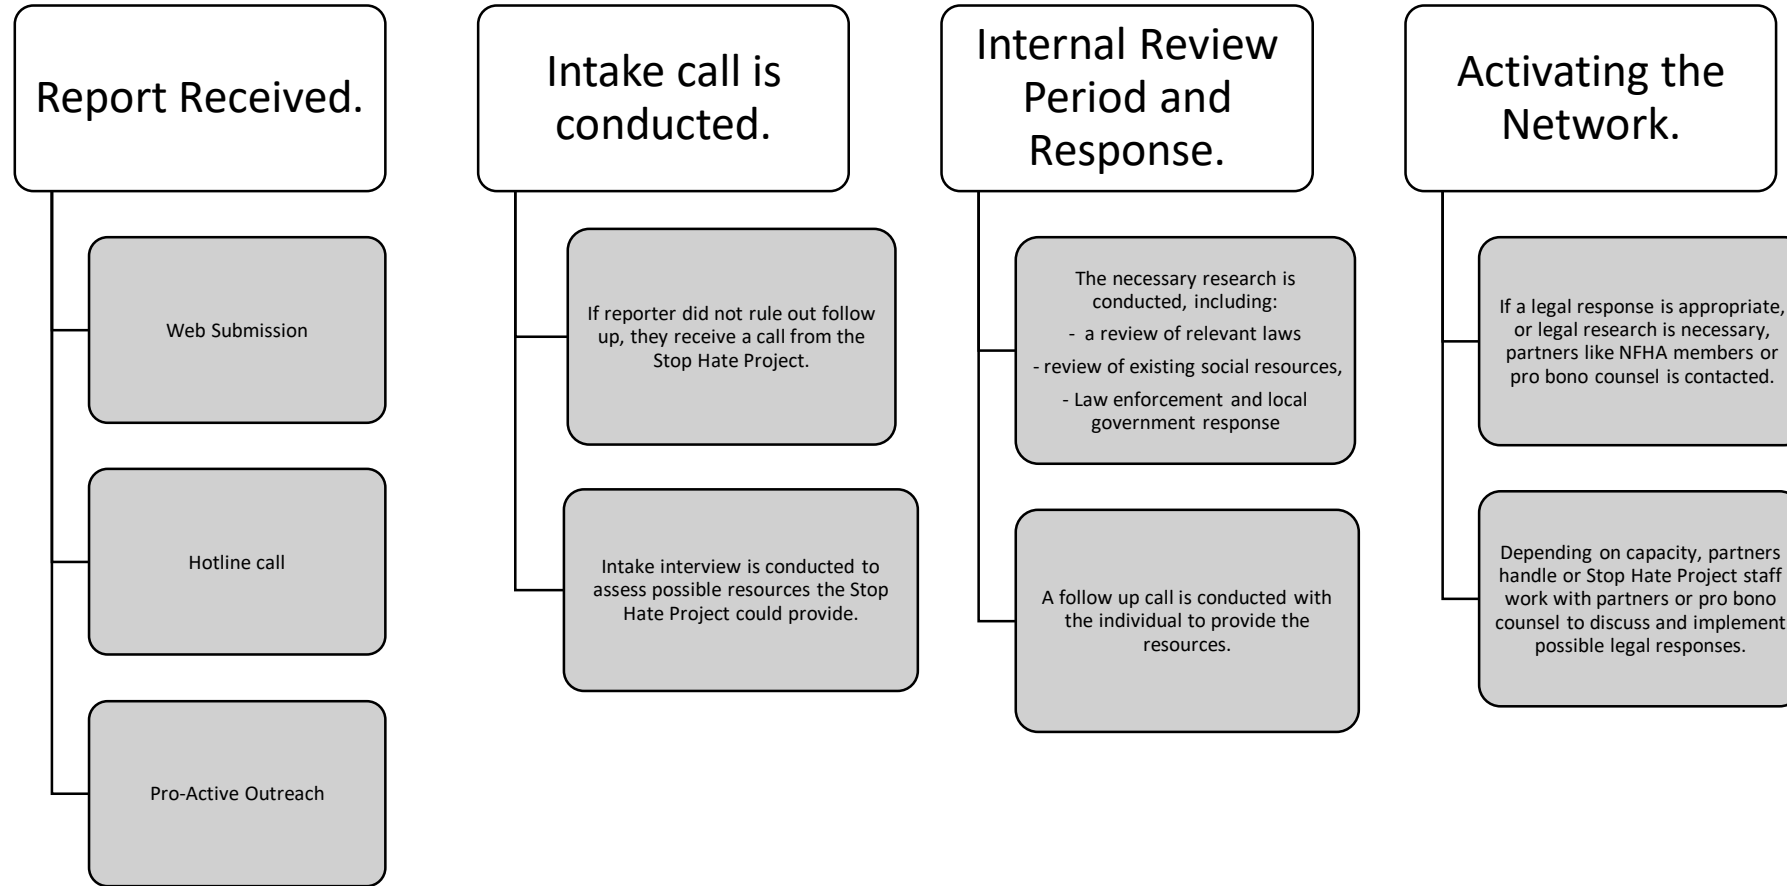 Report Received.
Web Submission
Hotline call
Pro-Active Outreach
Intake call is
conducted.
If reporter did not rule out follow
up, they receive a call from the
Stop Hate Project.
Intake interview is conducted to
assess possible resources the Stop
Hate Project could provide.
Internal Review
Period and
Response.
The necessary research is
conducted, including:
- a review of relevant laws
- review of existing social resources,
- Law enforcement and local
government response
A follow up call is conducted with
the individual to provide the
resources.
Activating the
Network.
If a legal response is appropriate,
or legal research is necessary,
partners like NFHA members or
pro bono counsel is contacted.
Depending on capacity, partners
handle or Stop Hate Project staff
work with partners or pro bono
counsel to discuss and implement
possible legal responses.